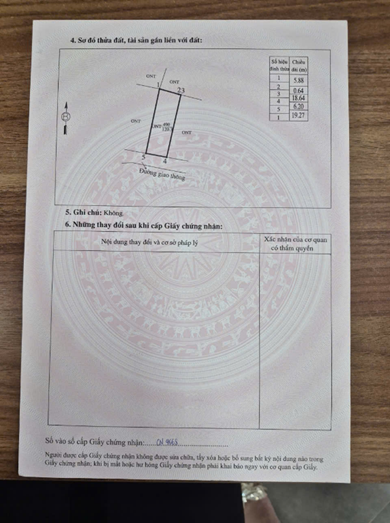 4. Sơ đồ thửa đất, tài sản gắn liền với đất:
Số hiệu đỉnh thửa
Chiều dài (m)
1
5.88
2
0.64
3
18.64
4
6.20
5
19.27
1
ONT
ONT
1
23
ONT
ONT
ONT
5
4
Đường giao thông
5. Ghi chú: Không.
6. Những thay đổi sau khi cấp Giấy chứng nhận:
Nội dung thay đổi và cơ sở pháp lý
Xác nhận của cơ quan
có thẩm quyền
Số vào sổ cấp Giấy chứng nhận:
Người được cấp Giấy chứng nhận không được sửa chữa, tẩy xóa hoặc bổ sung bất kỳ nội dung nào trong
Giấy chứng nhận; khi bị mất hoặc hư hỏng Giấy chứng nhận phải khai báo ngay với cơ quan cấp Giấy.